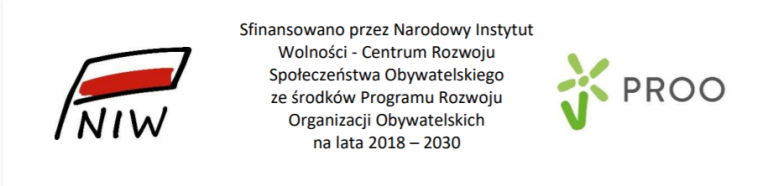 Sfinansowano przez Narodowy Instytut
Wolności - Centrum Rozwoju
Społeczeństwa Obywatelskiego
ze środków Programu Rozwoju
Organizacji Obywatelskich
na lata 2018 – 2030
NIW
PROO